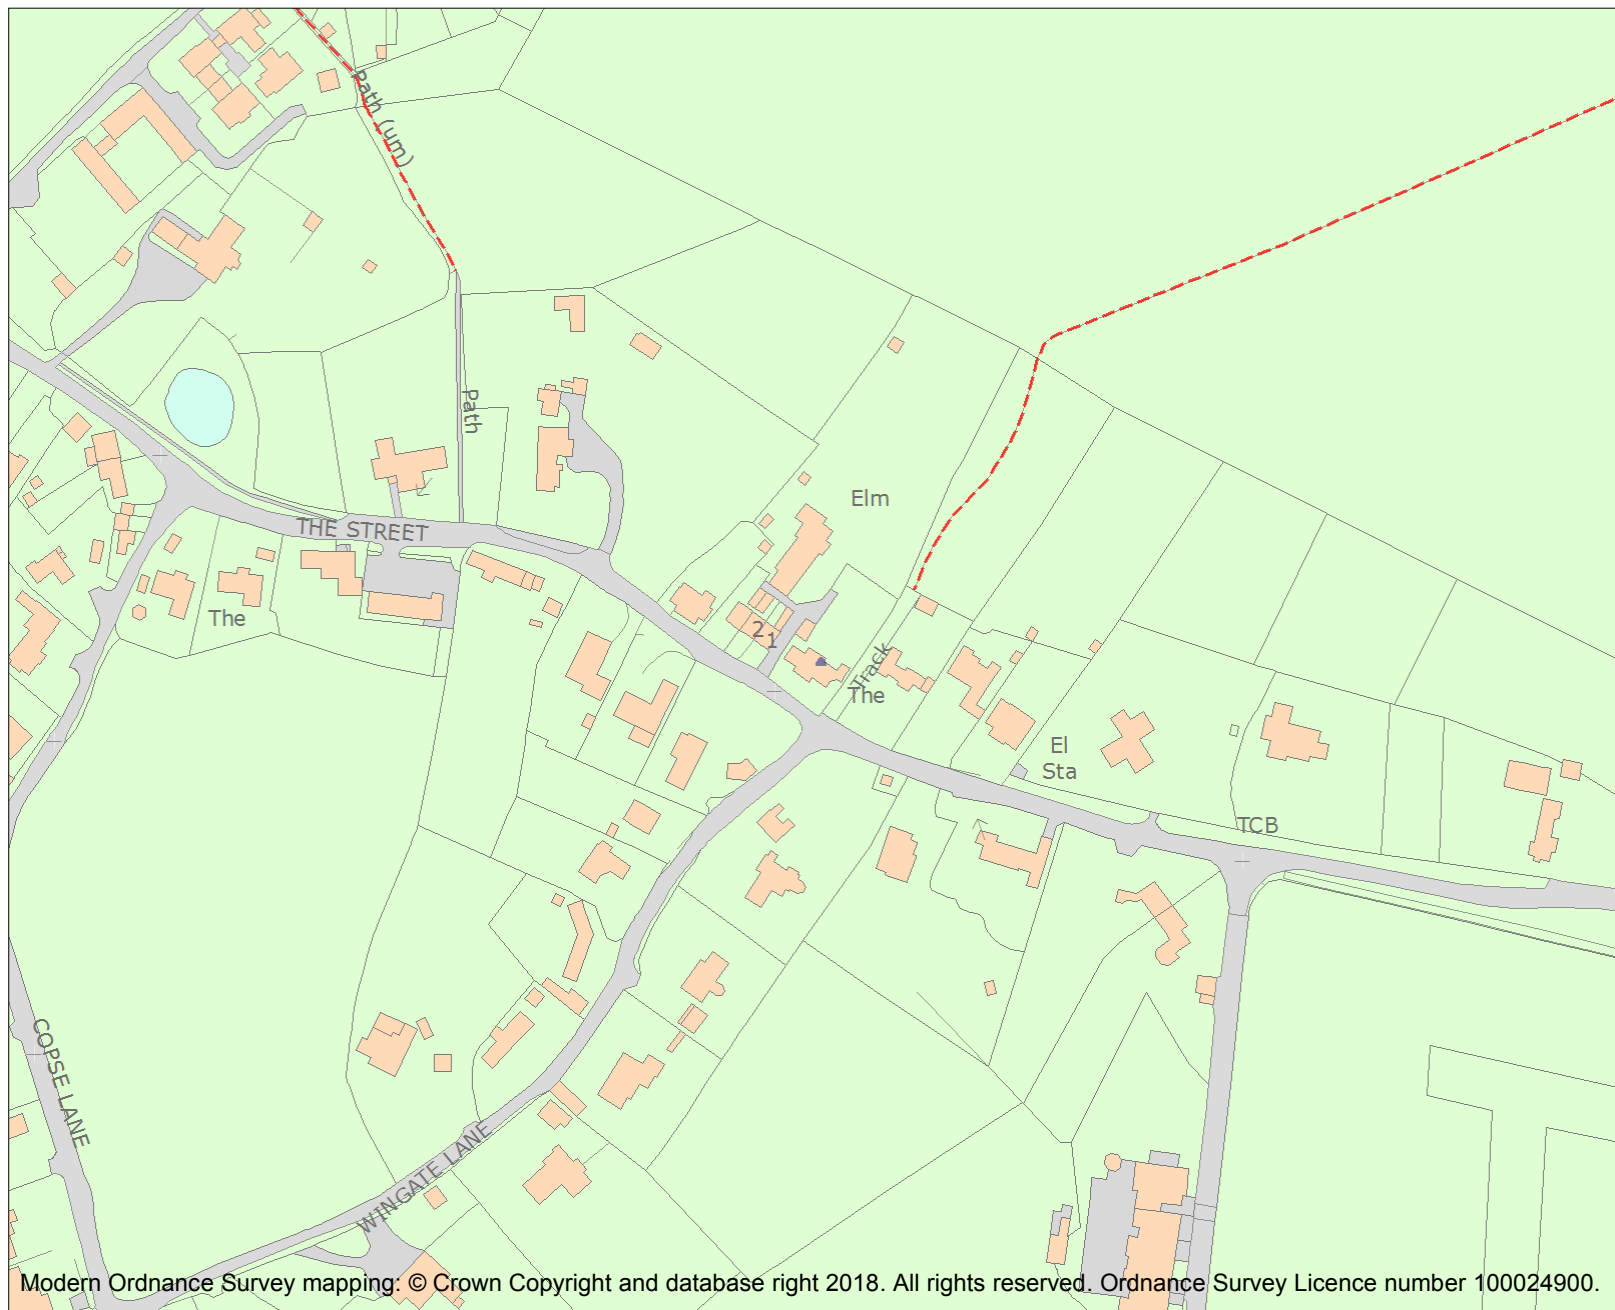 Path (um)
Path
Elm
THE STREET
The
2
1
Track
The
El
Sta
TCB
COPSE LANE
WINGATE LANE
Modern Ordnance Survey mapping: © Crown Copyright and database right 2018. All rights reserved. Ordnance Survey Licence number 100024900.